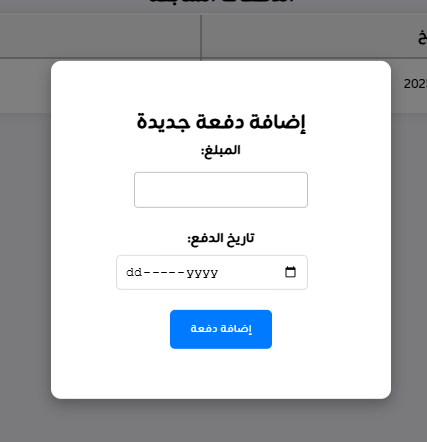 إضافة دفعة جديدة
المبلغ:
تاريخ الدفع:
dd-----yyyy
إضافة دفعة